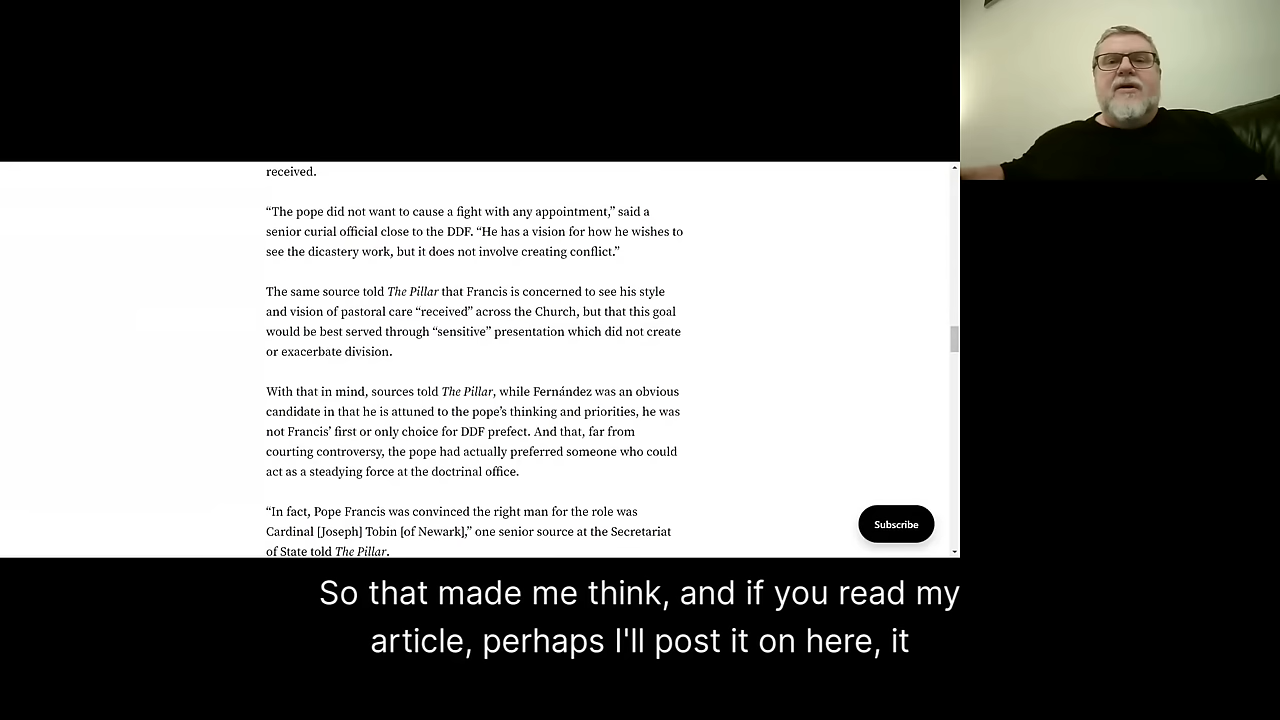 received.
“The pope did not want to cause a fight with any appointment,” said a
senior curial official close to the DDF. “He has a vision for how he wishes to
see the dicastery work, but it does not involve creating conflict.”
The same source told The Pillar that Francis is concerned to see his style
and vision of pastoral care “received” across the Church, but that this goal
would be best served through “sensitive” presentation which did not create
or exacerbate division.
With that in mind, sources told The Pillar, while Fernández was an obvious
candidate in that he is attuned to the pope’s thinking and priorities, he was
not Francis’ first or only choice for DDF prefect. And that, far from
courting controversy, the pope had actually preferred someone who could
act as a steadying force at the doctrinal office.
“In fact, Pope Francis was convinced the right man for the role was
Cardinal [Joseph] Tobin [of Newark],” one senior source at the Secretariat
of State told The Pillar.
Subscribe
So that made me think, and if you read my
article, perhaps I'll post it on here, it